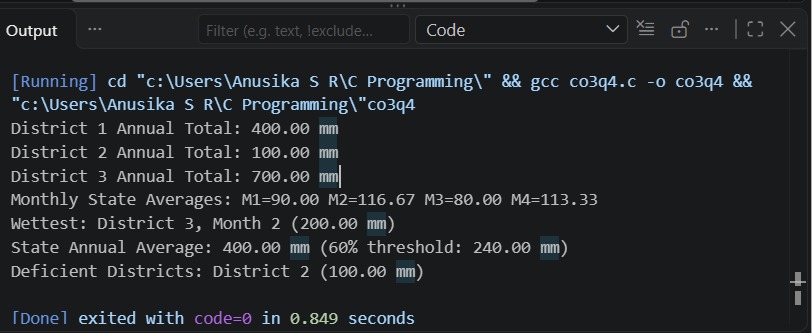 Output ··· Filter (e.g. text, !exclude... Code ···
[Running] cd "c:\Users\Anusika S R\C Programming\" && gcc co3q4.c -o co3q4 &&
"c:\Users\Anusika S R\C Programming\"co3q4
District 1 Annual Total: 400.00 mm
District 2 Annual Total: 100.00 mm
District 3 Annual Total: 700.00 mm
Monthly State Averages: M1=90.00 M2=116.67 M3=80.00 M4=113.33
Wettest: District 3, Month 2 (200.00 mm)
State Annual Average: 400.00 mm (60% threshold: 240.00 mm)
Deficient Districts: District 2 (100.00 mm)
[Done] exited with code=0 in 0.849 seconds